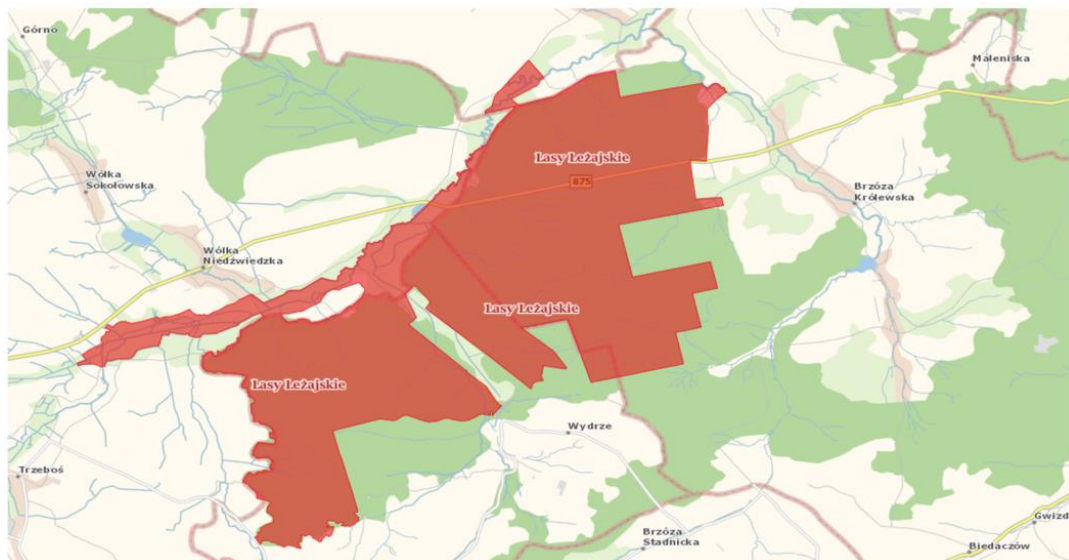 Górno
Maleniska
Lasy Leżajskie
875
Wólka
Sokołowska
Brzóza
Królewska
Wólka
Niedźwiedzka
Lasy Leżajskie
Lasy Leżajskie
Wydrze
Trzeboś
Gwizd
Brzóza
Stadnicka
Biedaczów